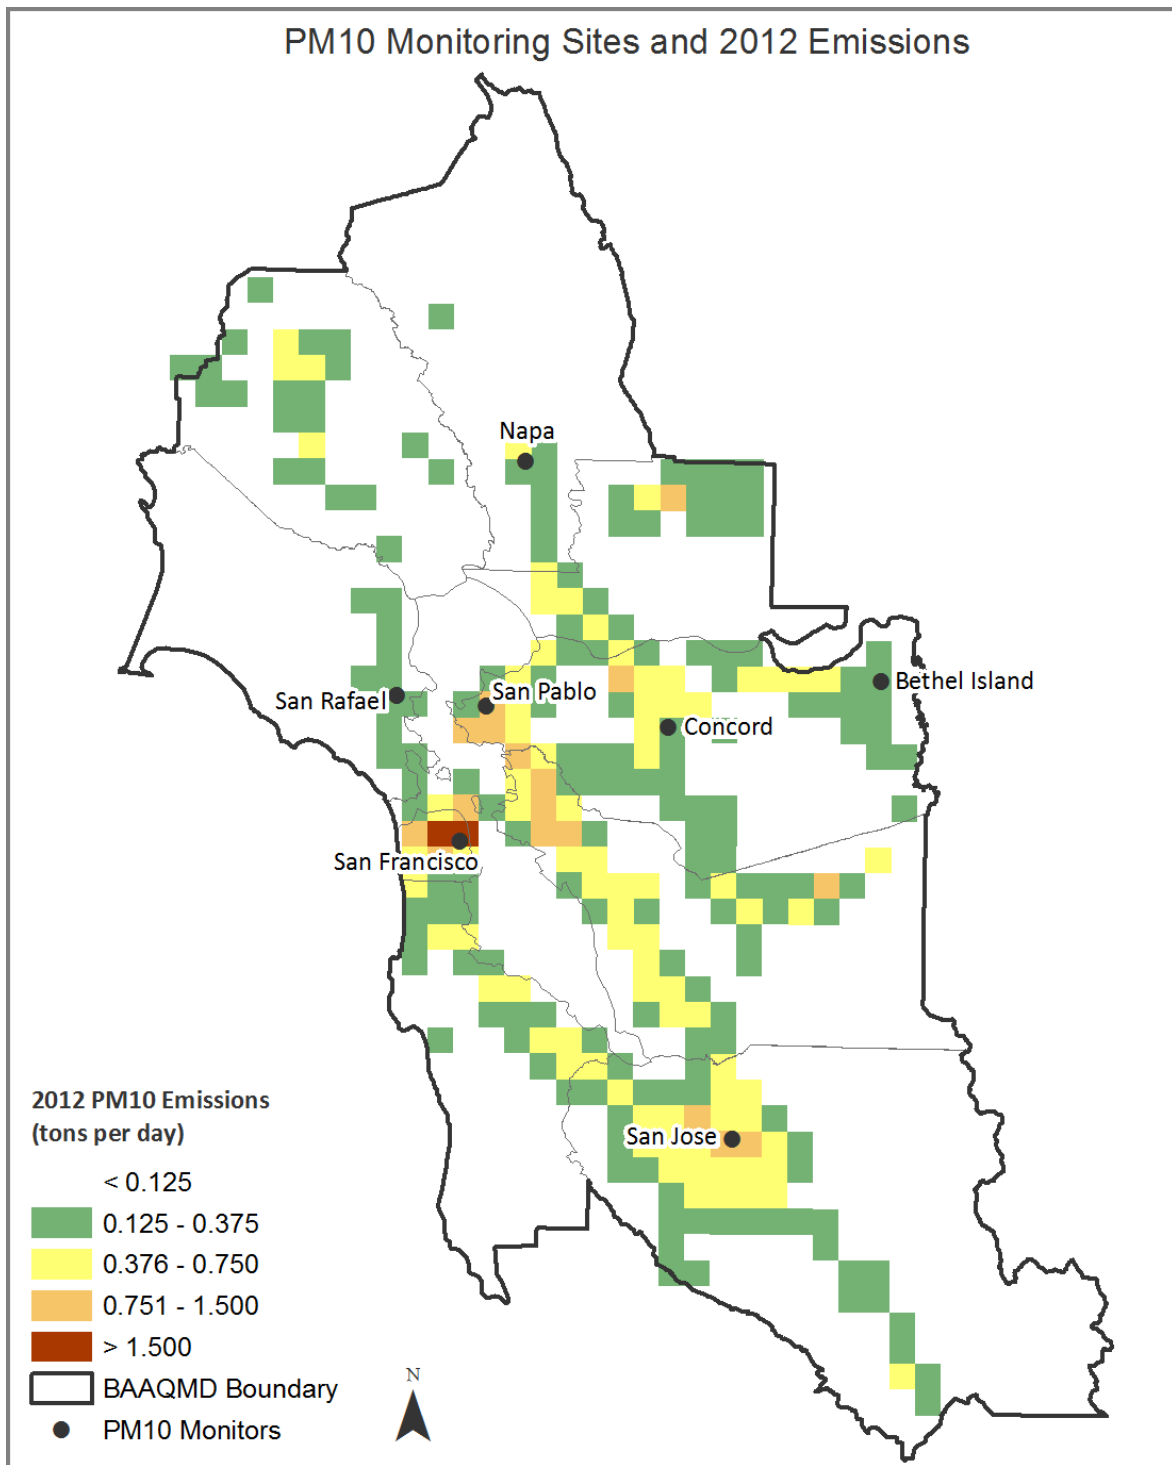 PM10 Monitoring Sites and 2012 Emissions
Napa
San Rafael
San Pablo
Bethel Island
Concord
San Francisco
San Jose
2012 PM10 Emissions
(tons per day)
< 0.125
0.125 - 0.375
0.376 - 0.750
0.751 - 1.500
> 1.500
BAAQMD Boundary
PM10 Monitors
N